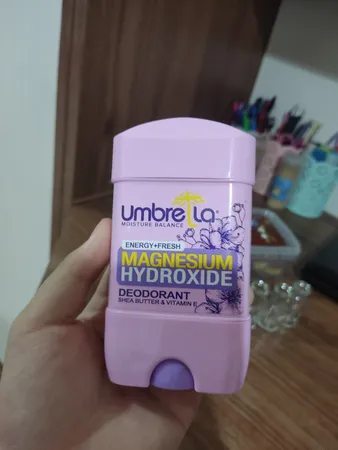 Umbrella
MOISTURE BALANCE
ENERGY+FRESH
MAGNESIUM
HYDROXIDE
DEODORANT
SHEA BUTTER & VITAMIN E